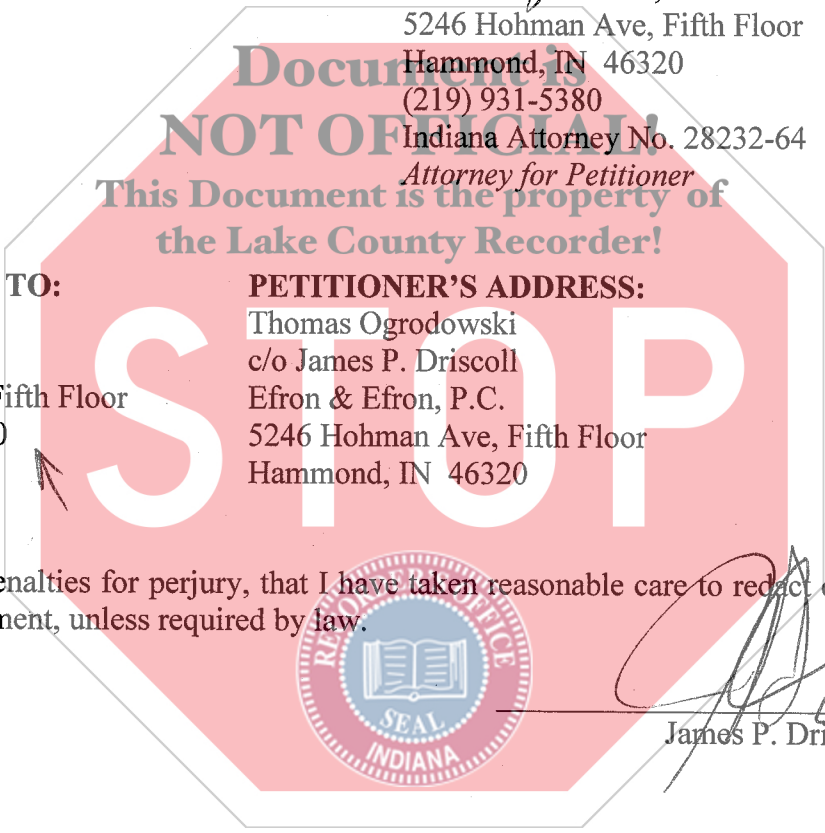 5246 Hohman Ave, Fifth Floor
Hammond, IN 46320
(219) 931-5380
Indiana Attorney No. 28232-64
Attorney for Petitioner
Document is
NOT OFFICIAL!
This Document is the property of
the Lake County Recorder!
TO:
Fifth Floor
0
PETITIONER'S ADDRESS:
Thomas Ogrodowski
c/o James P. Driscoll
Efron & Efron, P.C.
5246 Hohman Ave, Fifth Floor
Hammond, IN 46320
STOP
enalties for perjury, that I have taken reasonable care to redact
ment, unless required by law.
RECORDER'S OFFICE
SEAL
INDIANA
James P. Dri